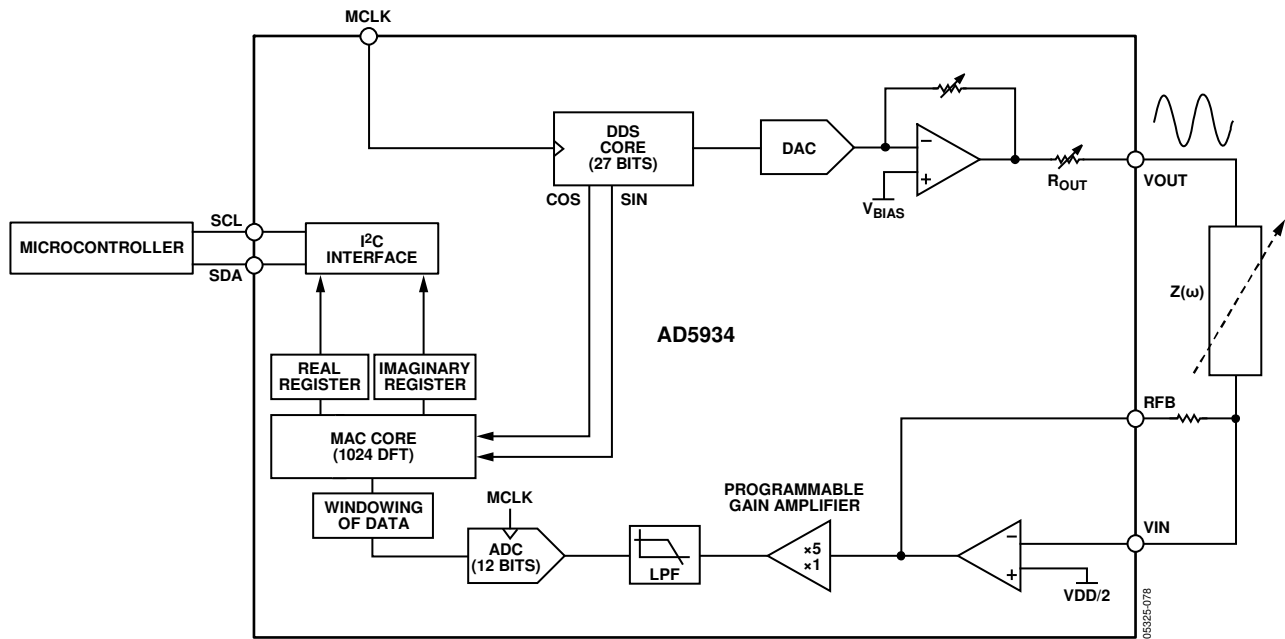 MCLK
DDS
CORE
(27 BITS)
DAC
−
+
VBIAS
ROUT
VOUT
COS
SIN
MICROCONTROLLER
SCL
SDA
I2C
INTERFACE
Z(ω)
AD5934
REAL
REGISTER
IMAGINARY
REGISTER
RFB
MAC CORE
(1024 DFT)
WINDOWING
OF DATA
MCLK
ADC
(12 BITS)
LPF
PROGRAMMABLE
GAIN AMPLIFIER
×5
×1
−
+
VIN
VDD/2
05325-078